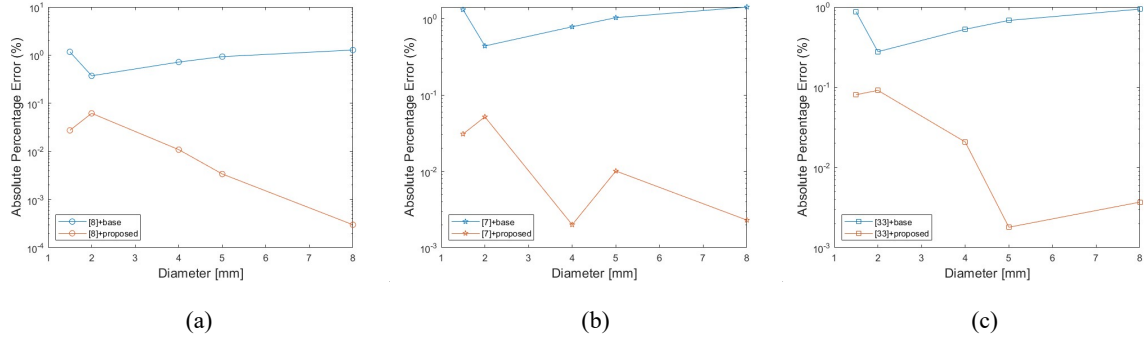 Absolute Percentage Error (%)
10^1
10^0
10^-1
10^-2
10^-3
10^-4
[8]+base
[8]+proposed
1 2 3 4 5 6 7 8
Diameter [mm]
(a)
Absolute Percentage Error (%)
10^0
10^-1
10^-2
10^-3
[7]+base
[7]+proposed
1 2 3 4 5 6 7 8
Diameter [mm]
(b)
Absolute Percentage Error (%)
10^0
10^-1
10^-2
10^-3
[33]+base
[33]+proposed
1 2 3 4 5 6 7 8
Diameter [mm]
(c)